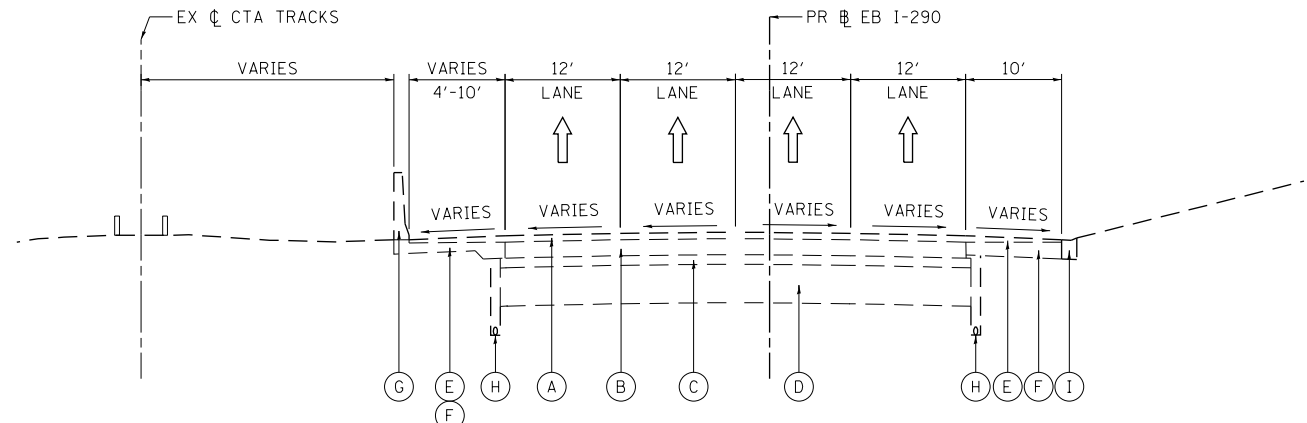 EX ℄ CTA TRACKS
PR B̲L EB I-290
VARIES
VARIES
4'-10'
12'
LANE
12'
LANE
12'
LANE
12'
LANE
10'
VARIES
VARIES
VARIES
VARIES
VARIES
VARIES
G
E
F
H
A
B
C
D
H
E
F
I